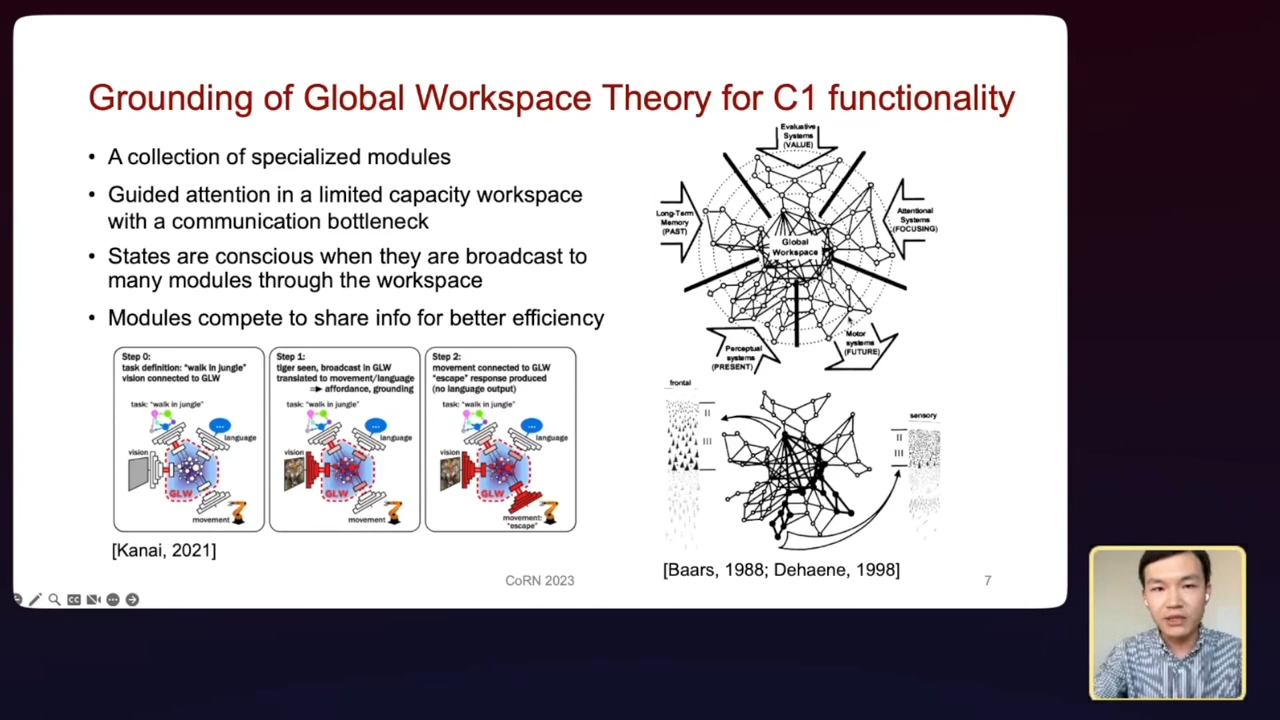 Grounding of Global Workspace Theory for C1 functionality
• A collection of specialized modules
• Guided attention in a limited capacity workspace
with a communication bottleneck
• States are conscious when they are broadcast to
many modules through the workspace
• Modules compete to share info for better efficiency
Step 0:
task definition: "walk in jungle"
vision connected to GLW
task: "walk in jungle"
...
language
vision
GLW
movement
Step 1:
tiger seen, broadcast in GLW
translated to movement/language
⇒ affordance, grounding
task: "walk in jungle"
...
language
vision
GLW
movement
Step 2:
movement connected to GLW
"escape" response produced
(no language output)
task: "walk in jungle"
...
language
vision
GLW
movement:
"escape"
[Kanai, 2021]
Evaluative
Systems
(VALUE)
Long-Term
Memory
(PAST)
Attentional
Systems
(FOCUSING)
Global
Workspace
Perceptual
systems
(PRESENT)
Motor
systems
(FUTURE)
frontal
II
III
sensory
II
III
[Baars, 1988; Dehaene, 1998]
CoRN 2023
7
CC